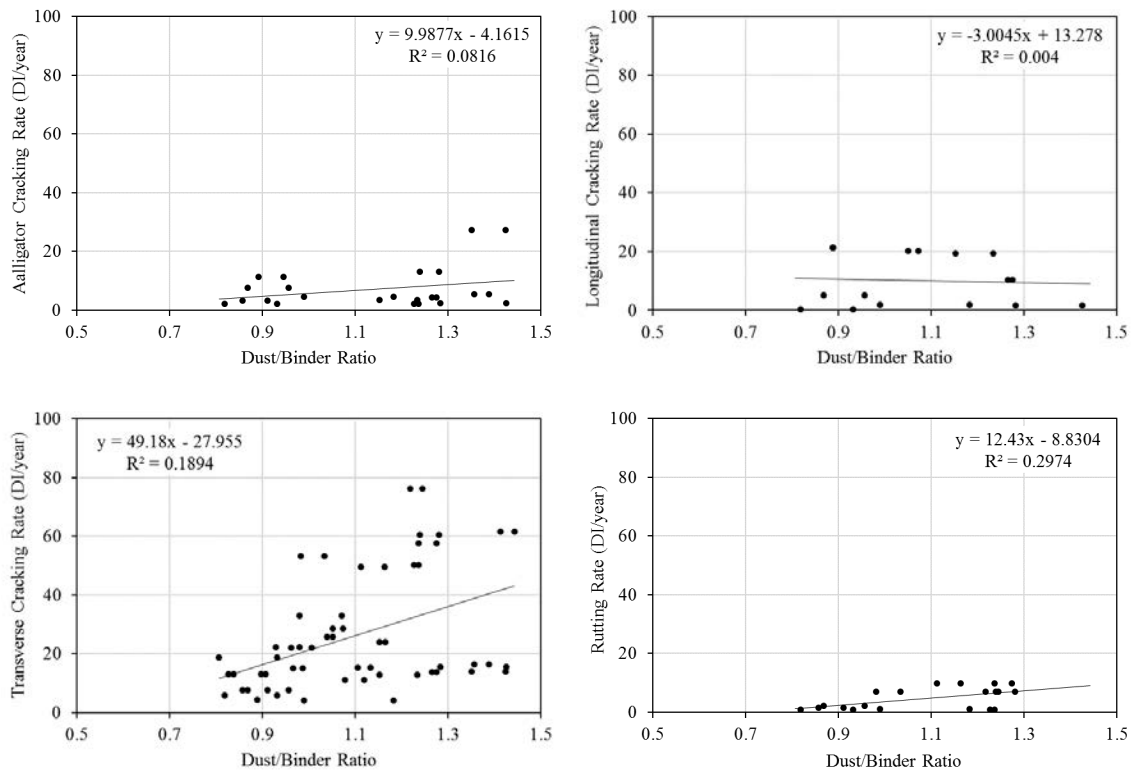 y = 9.9877x - 4.1615
R² = 0.0816
Aalligator Cracking Rate (DI/year)
100
80
60
40
20
0
0.5 0.7 0.9 1.1 1.3 1.5
Dust/Binder Ratio
y = -3.0045x + 13.278
R² = 0.004
Longitudinal Cracking Rate (DI/year)
100
80
60
40
20
0
0.5 0.7 0.9 1.1 1.3 1.5
Dust/Binder Ratio
y = 49.18x - 27.955
R² = 0.1894
Transverse Cracking Rate (DI/year)
100
80
60
40
20
0
0.5 0.7 0.9 1.1 1.3 1.5
Dust/Binder Ratio
y = 12.43x - 8.8304
R² = 0.2974
Rutting Rate (DI/year)
100
80
60
40
20
0
0.5 0.7 0.9 1.1 1.3 1.5
Dust/Binder Ratio